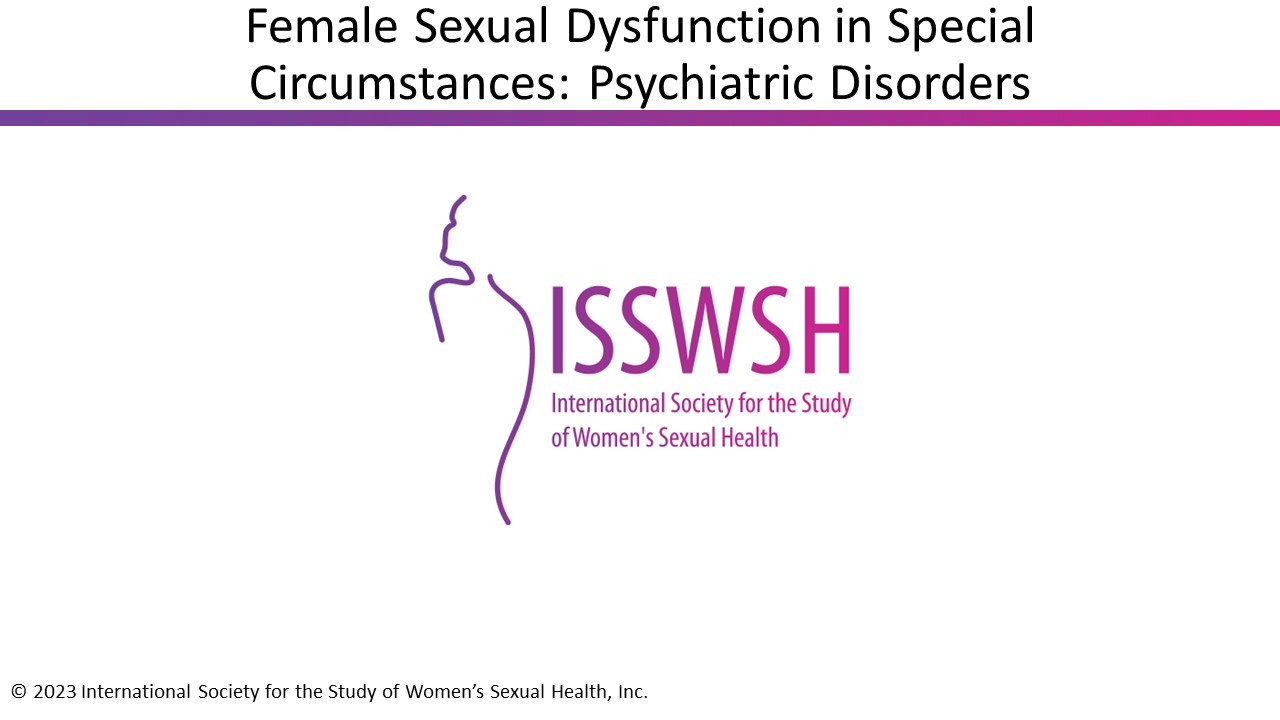 Female Sexual Dysfunction in Special
Circumstances: Psychiatric Disorders
ISSWSH
International Society for the Study
of Women's Sexual Health
© 2023 International Society for the Study of Women’s Sexual Health, Inc.